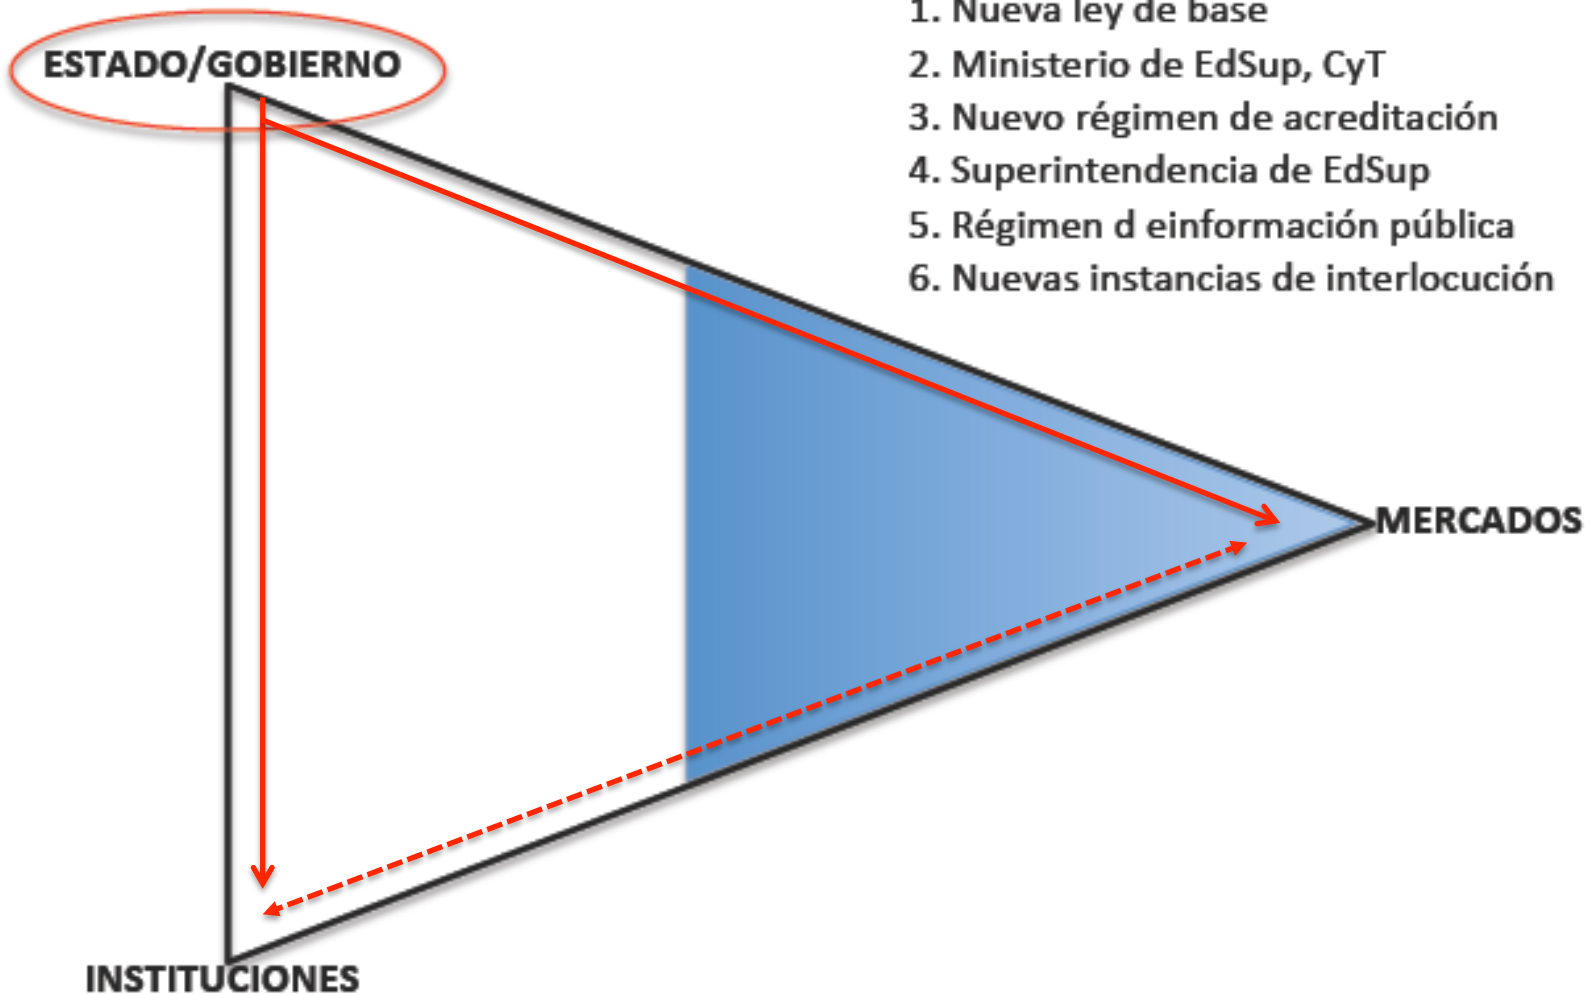 ESTADO/GOBIERNO
1. Nueva ley de base
2. Ministerio de EdSup, CyT
3. Nuevo régimen de acreditación
4. Superintendencia de EdSup
5. Régimen d einformación pública
6. Nuevas instancias de interlocución
MERCADOS
INSTITUCIONES